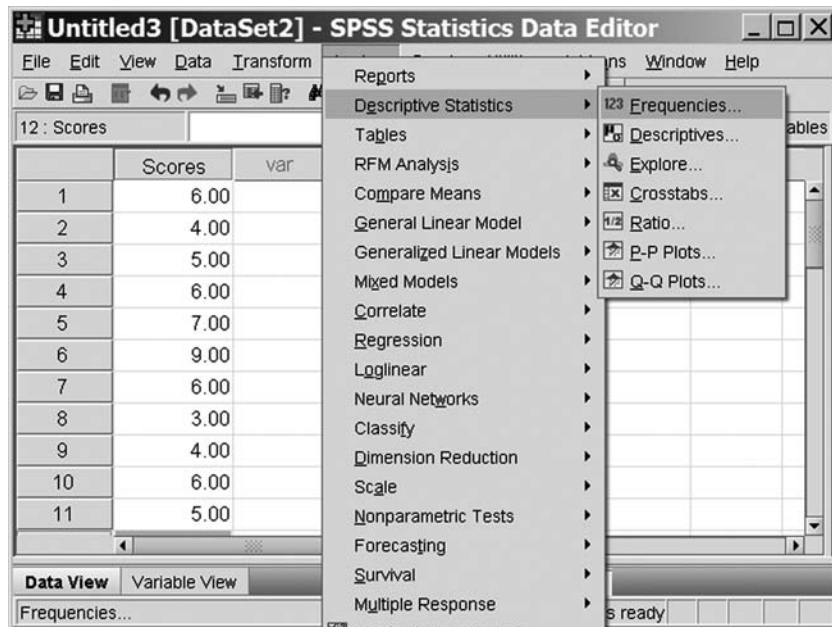 Untitled3 [DataSet2] - SPSS Statistics Data Editor
File Edit View Data Transform Window Help
12 : Scores
Scores var
1 6.00
2 4.00
3 5.00
4 6.00
5 7.00
6 9.00
7 6.00
8 3.00
9 4.00
10 6.00
11 5.00
Reports
Descriptive Statistics
Tables
RFM Analysis
Compare Means
General Linear Model
Generalized Linear Models
Mixed Models
Correlate
Regression
Loglinear
Neural Networks
Classify
Dimension Reduction
Scale
Nonparametric Tests
Forecasting
Survival
Multiple Response
123 Frequencies...
Descriptives...
Explore...
Crosstabs...
1/2 Ratio...
P-P Plots...
Q-Q Plots...
ables
Data View Variable View
Frequencies...
s ready